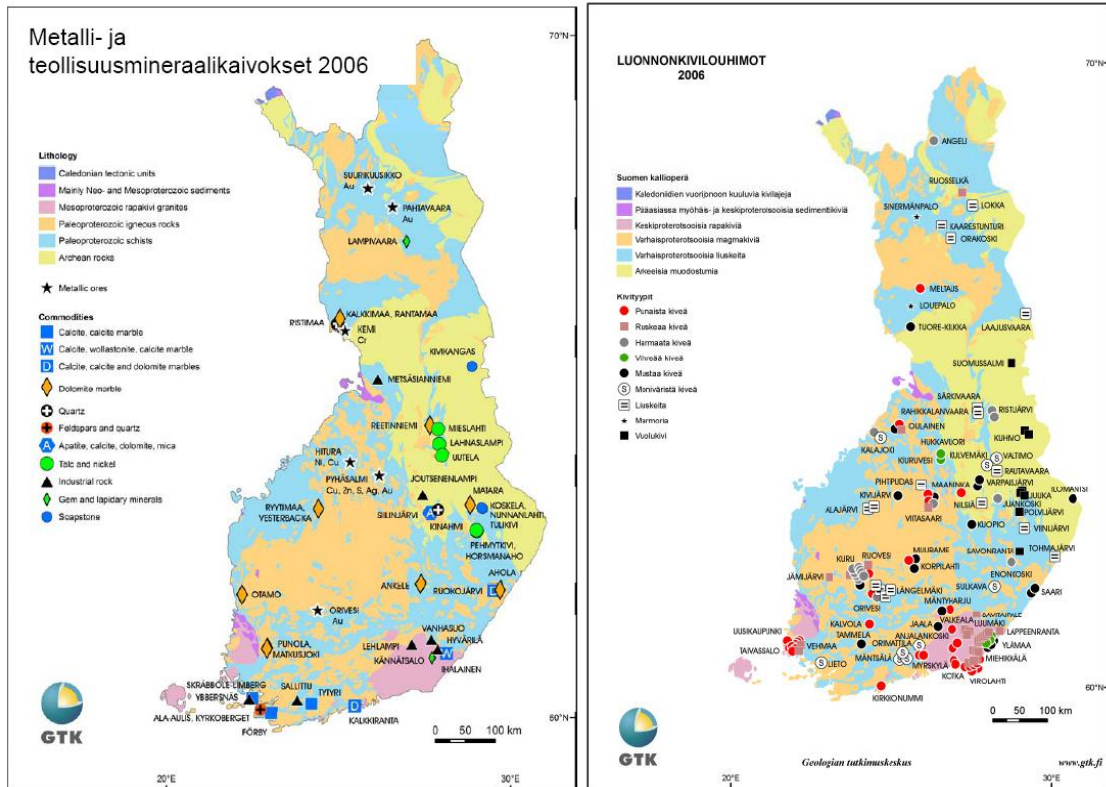 Metalli- ja
teollisuusmineraalikaivokset 2006
70°N
Lithology
Caledonian tectonic units
Mainly Neo- and Mesoproterozoic sediments
Mesoproterozoic rapakivi granites
Paleoproterozoic igneous rocks
Paleoproterozoic schists
Archean rocks
Metallic ores
Commodities
Calcite, calcite marble
W Calcite, wollastonite, calcite marble
D Calcite, calcite and dolomite marbles
Dolomite marble
Quartz
Feldspars and quartz
A Apatite, calcite, dolomite, mica
Talc and nickel
Industrial rock
Gem and lapidary minerals
Soapstone
SUURIKUUSIKKO
Au
PAHTAVAARA
Au
LAMPIVAARA
KALKKIMAA, RANTAMAA
RISTIMAA
KEMI
Cr
KIVIKANGAS
METSÄSIANNIEMI
REETINNIEMI
MIESLAHTI
LAHNASLAMPI
UUTELA
HITURA
Ni, Cu
PYHÄSALMI
Cu, Zn, S, Ag, Au
JOUTSENENLAMPI
MATARA
RYYTIMAA,
VESTERBACKA
SIILINJÄRVI
A
KINAHMI
KOSKELA,
NUNNANLAHTI,
TULIKIVI
PEHMYTKIVI,
HORSMANAHO
ANKELE
AHOLA
RUOKOJÄRVI
D
OTAMO
ORIVESI
Au
VANHASUO
HYVÄRILÄ
PUNOLA,
MATKUSJOKI
LEHLAMPI
W
KÄNNÄTSALO
IHALAINEN
SKRÄBBÖLE-LIMBERG
YBBERSNÄS
SALLITTU
TYTYRI
D
ALA-AULIS, KYRKOBERGET
KALKKIRANTA
FÖRBY
60°N
GTK
0 50 100 km
20°E
30°E
LUONNONKIVILOUHIMOT
2006
70°N
Suomen kallioperä
Kaledonidien vuorijonoon kuuluvia kivilajeja
Pääasiassa myöhäis- ja keskiproterotsooisia sedimenttikiviä
Keskiproterotsooisia rapakiviä
Varhaisproterotsooisia magmakiviä
Varhaisproterotsooisia liuskeita
Arkeeisia muodostumia
Kivityypit
Punaista kiveä
Ruskeaa kiveä
Harmaata kiveä
Vihreää kiveä
Mustaa kiveä
S Moniväristä kiveä
Liuskeita
Marmoria
Vuolukivi
ANGELI
RUOSSELKÄ
LOKKA
SINERMÄNPALO
KAARESTUNTURI
ORAKOSKI
MELTAUS
LOUEPALO
TUORE-KILKKA
LAAJUSVAARA
SUOMUSSALMI
SÄRKIVAARA
RAHIKKALANVAARA
RISTIJÄRVI
OULAINEN
HUKKAVUORI
KUHMO
KALAJOKI
KULVEMÄKI
VALTIMO
KIURUVESI
RAUTAVAARA
PIHTIPUDAS
MAANINKA
VARPAISJÄRVI
ILOMANTSI
KIVIJÄRVI
JUUKA
NILSIÄ
JUANKOSKI
POLVIJÄRVI
ALAJÄRVI
VIITASAARI
KUOPIO
VIINIJÄRVI
SAVONRANTA
TOHMAJÄRVI
MUURAME
RUOVESI
KURU
KORPILAHTI
ENONKOSKI
JÄMIJÄRVI
SULKAVA
LÄNGELMÄKI
SAARI
ORIVESI
MÄNTYHARJU
SAVITAIPALE
KALVOLA
JAALA
VALKEALA
LUUMÄKI
LAPPEENRANTA
UUSIKAUPUNKI
TAMMELA
ANJALANKOSKI
YLÄMAA
VEHMAA
ORIMATTILA
TAIVASSALO
MIEHIKKÄLÄ
LIETO
MÄNTSÄLÄ
MYRSKYLÄ
KOTKA
VIROLAHTI
KIRKKONUMMI
60°N
0 50 100 km
GTK
Geologian tutkimuskeskus
www.gtk.fi
20°E
30°E